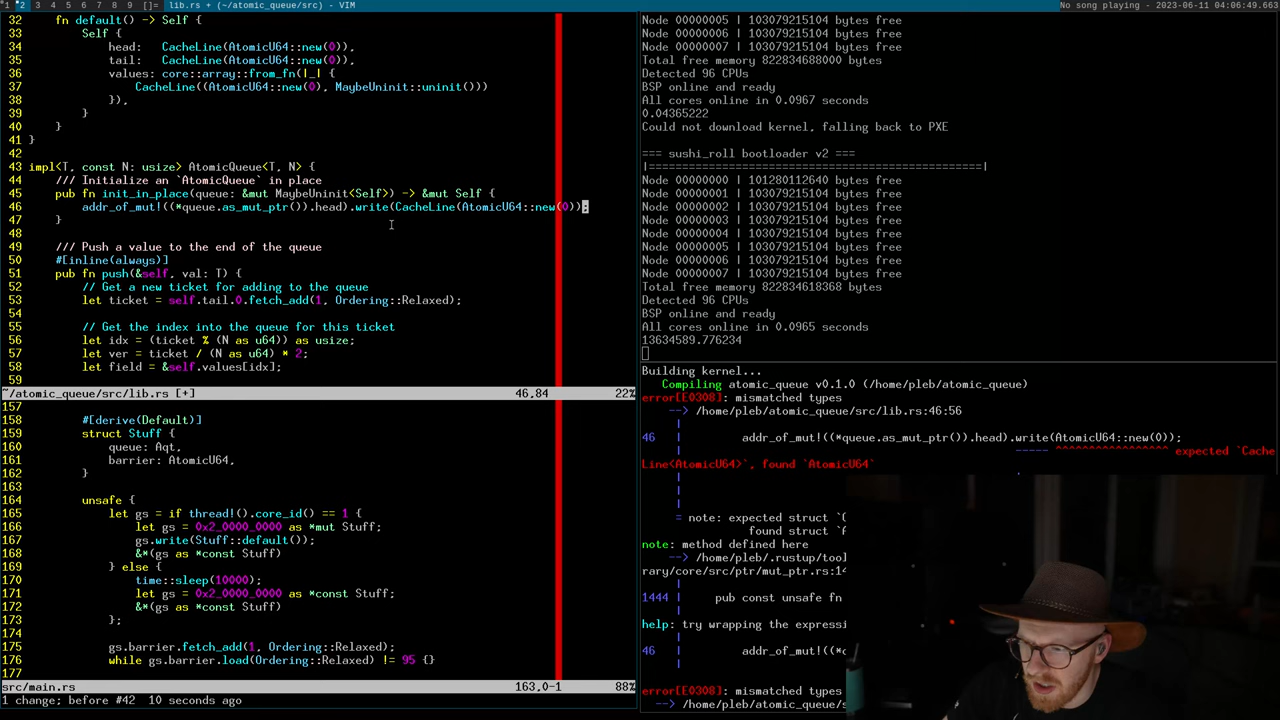 1 2 3 4 5 6 7 8 9 []= lib.rs + (~/atomic_queue/src) - VIM
No song playing - 2023-06-11 04:06:49.663
32     fn default() -> Self {
33         Self {
34             head:   CacheLine(AtomicU64::new(0)),
35             tail:   CacheLine(AtomicU64::new(0)),
36             values: core::array::from_fn(|_| {
37                 CacheLine((AtomicU64::new(0), MaybeUninit::uninit()))
38             }),
39         }
40     }
41 }
42
43 impl<T, const N: usize> AtomicQueue<T, N> {
44     /// Initialize an `AtomicQueue` in place
45     pub fn init_in_place(queue: &mut MaybeUninit<Self>) -> &mut Self {
46         addr_of_mut!((*queue.as_mut_ptr()).head).write(CacheLine(AtomicU64::new(0));
47     }
48
49     /// Push a value to the end of the queue
50     #[inline(always)]
51     pub fn push(&self, val: T) {
52         // Get a new ticket for adding to the queue
53         let ticket = self.tail.0.fetch_add(1, Ordering::Relaxed);
54
55         // Get the index into the queue for this ticket
56         let idx = (ticket % (N as u64)) as usize;
57         let ver = ticket / (N as u64) * 2;
58         let field = &self.values[idx];
59
~/atomic_queue/src/lib.rs [+] 46,84 22%
157
158         #[derive(Default)]
159         struct Stuff {
160             queue: Aqt,
161             barrier: AtomicU64,
162         }
163
164         unsafe {
165             let gs = if thread!().core_id() == 1 {
166                 let gs = 0x2_0000_0000 as *mut Stuff;
167                 gs.write(Stuff::default());
168                 &*(gs as *const Stuff)
169             } else {
170                 time::sleep(10000);
171                 let gs = 0x2_0000_0000 as *const Stuff;
172                 &*(gs as *const Stuff)
173             };
174
175             gs.barrier.fetch_add(1, Ordering::Relaxed);
176             while gs.barrier.load(Ordering::Relaxed) != 95 {}
177
src/main.rs 163,0-1 88%
1 change; before #42  10 seconds ago
Node 00000005 | 103079215104 bytes free
Node 00000006 | 103079215104 bytes free
Node 00000007 | 103079215104 bytes free
Total free memory 822834688000 bytes
Detected 96 CPUs
BSP online and ready
All cores online in 0.0967 seconds
0.04365222
Could not download kernel, falling back to PXE
=== sushi_roll bootloader v2 ===
|===================================================|
Node 00000000 | 101280112640 bytes free
Node 00000001 | 103079215104 bytes free
Node 00000002 | 103079215104 bytes free
Node 00000003 | 103079215104 bytes free
Node 00000004 | 103079215104 bytes free
Node 00000005 | 103079215104 bytes free
Node 00000006 | 103079215104 bytes free
Node 00000007 | 103079215104 bytes free
Total free memory 822834618368 bytes
Detected 96 CPUs
BSP online and ready
All cores online in 0.0965 seconds
13634589.776234
Building kernel...
Compiling atomic_queue v0.1.0 (/home/pleb/atomic_queue)
error[E0308]: mismatched types
--> /home/pleb/atomic_queue/src/lib.rs:46:56
|
46 | addr_of_mut!((*queue.as_mut_ptr()).head).write(AtomicU64::new(0));
| ----- ^^^^^^^^^^^^^^^^^ expected `Cache
Line<AtomicU64>`, found `AtomicU64`
|
|
|
= note: expected struct `
found struct `
note: method defined here
--> /home/pleb/.rustup/tool
rary/core/src/ptr/mut_ptr.rs:14
|
1444 | pub const unsafe fn
|
help: try wrapping the expressi
|
46 | addr_of_mut!((*
|
error[E0308]: mismatched types
--> /home/pleb/atomic_queue/s